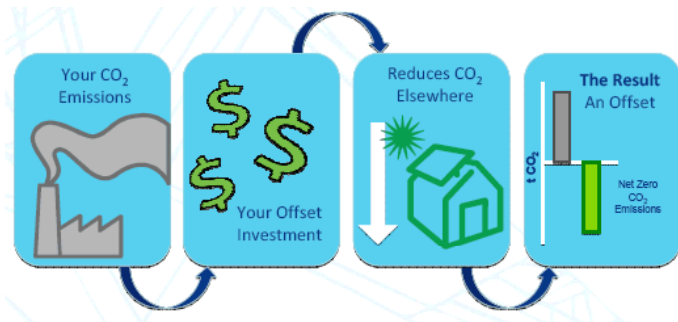 Your CO₂
Emissions
$
$
$
Your Offset
Investment
Reduces CO₂
Elsewhere
The Result
An Offset
t CO₂
Net Zero
CO₂
Emissions